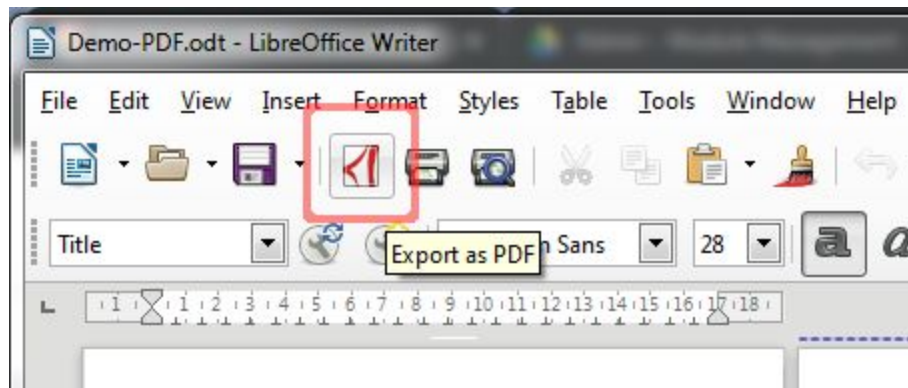 Demo-PDF.odt - LibreOffice Writer
File Edit View Insert Format Styles Table Tools Window Help
Title Sans 28 a a
Export as PDF
1 1 2 3 4 5 6 7 8 9 10 11 12 13 14 15 16 17 18